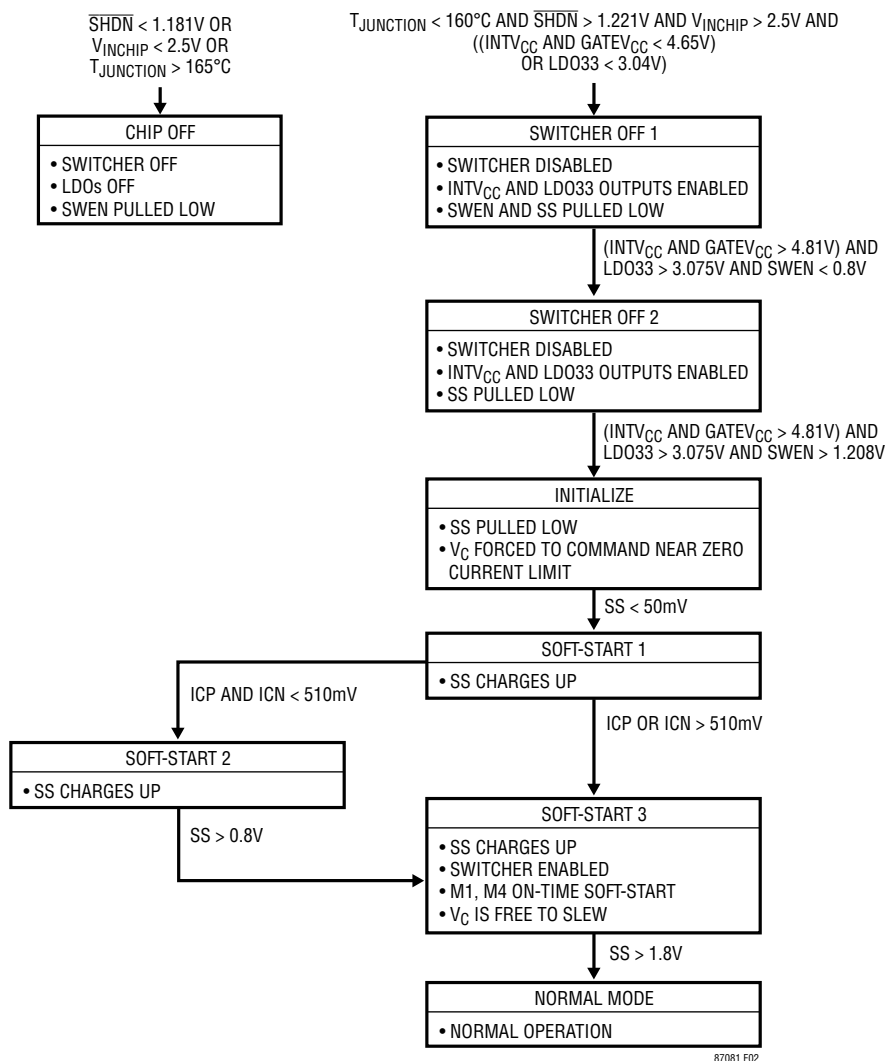 SHDN < 1.181V OR
VINCHIP < 2.5V OR
TJUNCTION > 165°C
CHIP OFF
• SWITCHER OFF
• LDOs OFF
• SWEN PULLED LOW
TJUNCTION < 160°C AND SHDN > 1.221V AND VINCHIP > 2.5V AND
((INTVCC AND GATEVCC < 4.65V)
OR LDO33 < 3.04V)
SWITCHER OFF 1
• SWITCHER DISABLED
• INTVCC AND LDO33 OUTPUTS ENABLED
• SWEN AND SS PULLED LOW
(INTVCC AND GATEVCC > 4.81V) AND
LDO33 > 3.075V AND SWEN < 0.8V
SWITCHER OFF 2
• SWITCHER DISABLED
• INTVCC AND LDO33 OUTPUTS ENABLED
• SS PULLED LOW
(INTVCC AND GATEVCC > 4.81V) AND
LDO33 > 3.075V AND SWEN > 1.208V
INITIALIZE
• SS PULLED LOW
• VC FORCED TO COMMAND NEAR ZERO
CURRENT LIMIT
SS < 50mV
SOFT-START 1
• SS CHARGES UP
ICP AND ICN < 510mV
ICP OR ICN > 510mV
SOFT-START 2
• SS CHARGES UP
SS > 0.8V
SOFT-START 3
• SS CHARGES UP
• SWITCHER ENABLED
• M1, M4 ON-TIME SOFT-START
• VC IS FREE TO SLEW
SS > 1.8V
NORMAL MODE
• NORMAL OPERATION
87081 F02